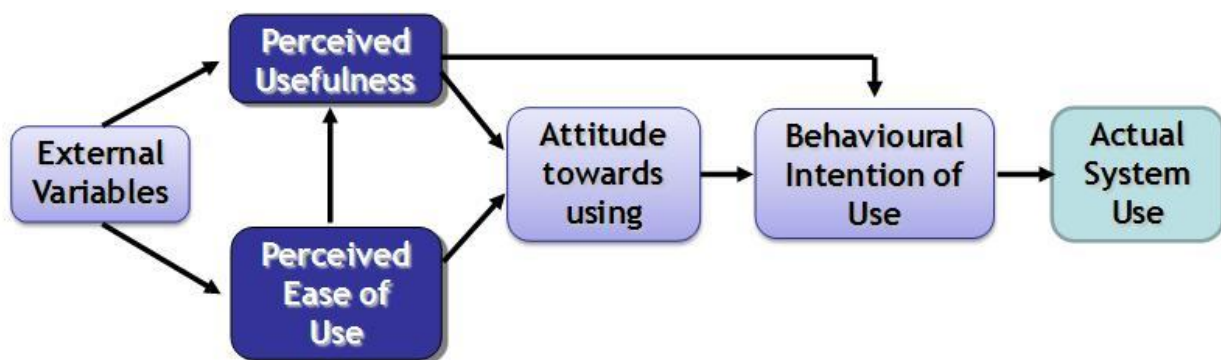 Perceived
Usefulness
External
Variables
Perceived
Ease of
Use
Attitude
towards
using
Behavioural
Intention of
Use
Actual
System
Use